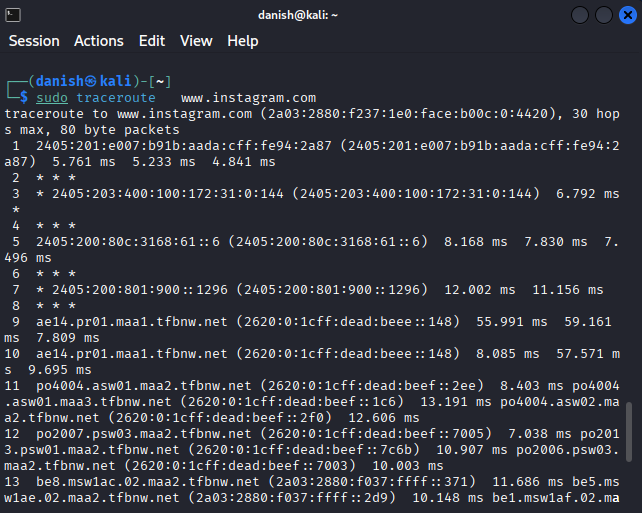 danish@kali: ~
Session Actions Edit View Help
┌──(danish㉿kali)-[~]
└─$ sudo traceroute   www.instagram.com
traceroute to www.instagram.com (2a03:2880:f237:1e0:face:b00c:0:4420), 30 hop
s max, 80 byte packets
 1  2405:201:e007:b91b:aada:cff:fe94:2a87 (2405:201:e007:b91b:aada:cff:fe94:2
a87)  5.761 ms  5.233 ms  4.841 ms
 2  * * *
 3  * 2405:203:400:100:172:31:0:144 (2405:203:400:100:172:31:0:144)  6.792 ms
*
 4  * * *
 5  2405:200:80c:3168:61::6 (2405:200:80c:3168:61::6)  8.168 ms  7.830 ms  7.
496 ms
 6  * * *
 7  * 2405:200:801:900::1296 (2405:200:801:900::1296)  12.002 ms  11.156 ms
 8  * * *
 9  ae14.pr01.maa1.tfbnw.net (2620:0:1cff:dead:beee::148)  55.991 ms  59.161
ms  7.809 ms
10  ae14.pr01.maa1.tfbnw.net (2620:0:1cff:dead:beee::148)  8.085 ms  57.571 m
s  9.695 ms
11  po4004.asw01.maa2.tfbnw.net (2620:0:1cff:dead:beef::2ee)  8.403 ms po4004
.asw01.maa3.tfbnw.net (2620:0:1cff:dead:beef::1c6)  13.191 ms po4004.asw02.ma
a2.tfbnw.net (2620:0:1cff:dead:beef::2f0)  12.606 ms
12  po2007.psw03.maa2.tfbnw.net (2620:0:1cff:dead:beef::7005)  7.038 ms po201
3.psw01.maa2.tfbnw.net (2620:0:1cff:dead:beef::7c6b)  10.907 ms po2006.psw03.
maa2.tfbnw.net (2620:0:1cff:dead:beef::7003)  10.003 ms
13  be8.msw1ac.02.maa2.tfbnw.net (2a03:2880:f037:ffff::371)  11.686 ms be5.ms
w1ae.02.maa2.tfbnw.net (2a03:2880:f037:ffff::2d9)  10.148 ms be1.msw1af.02.ma